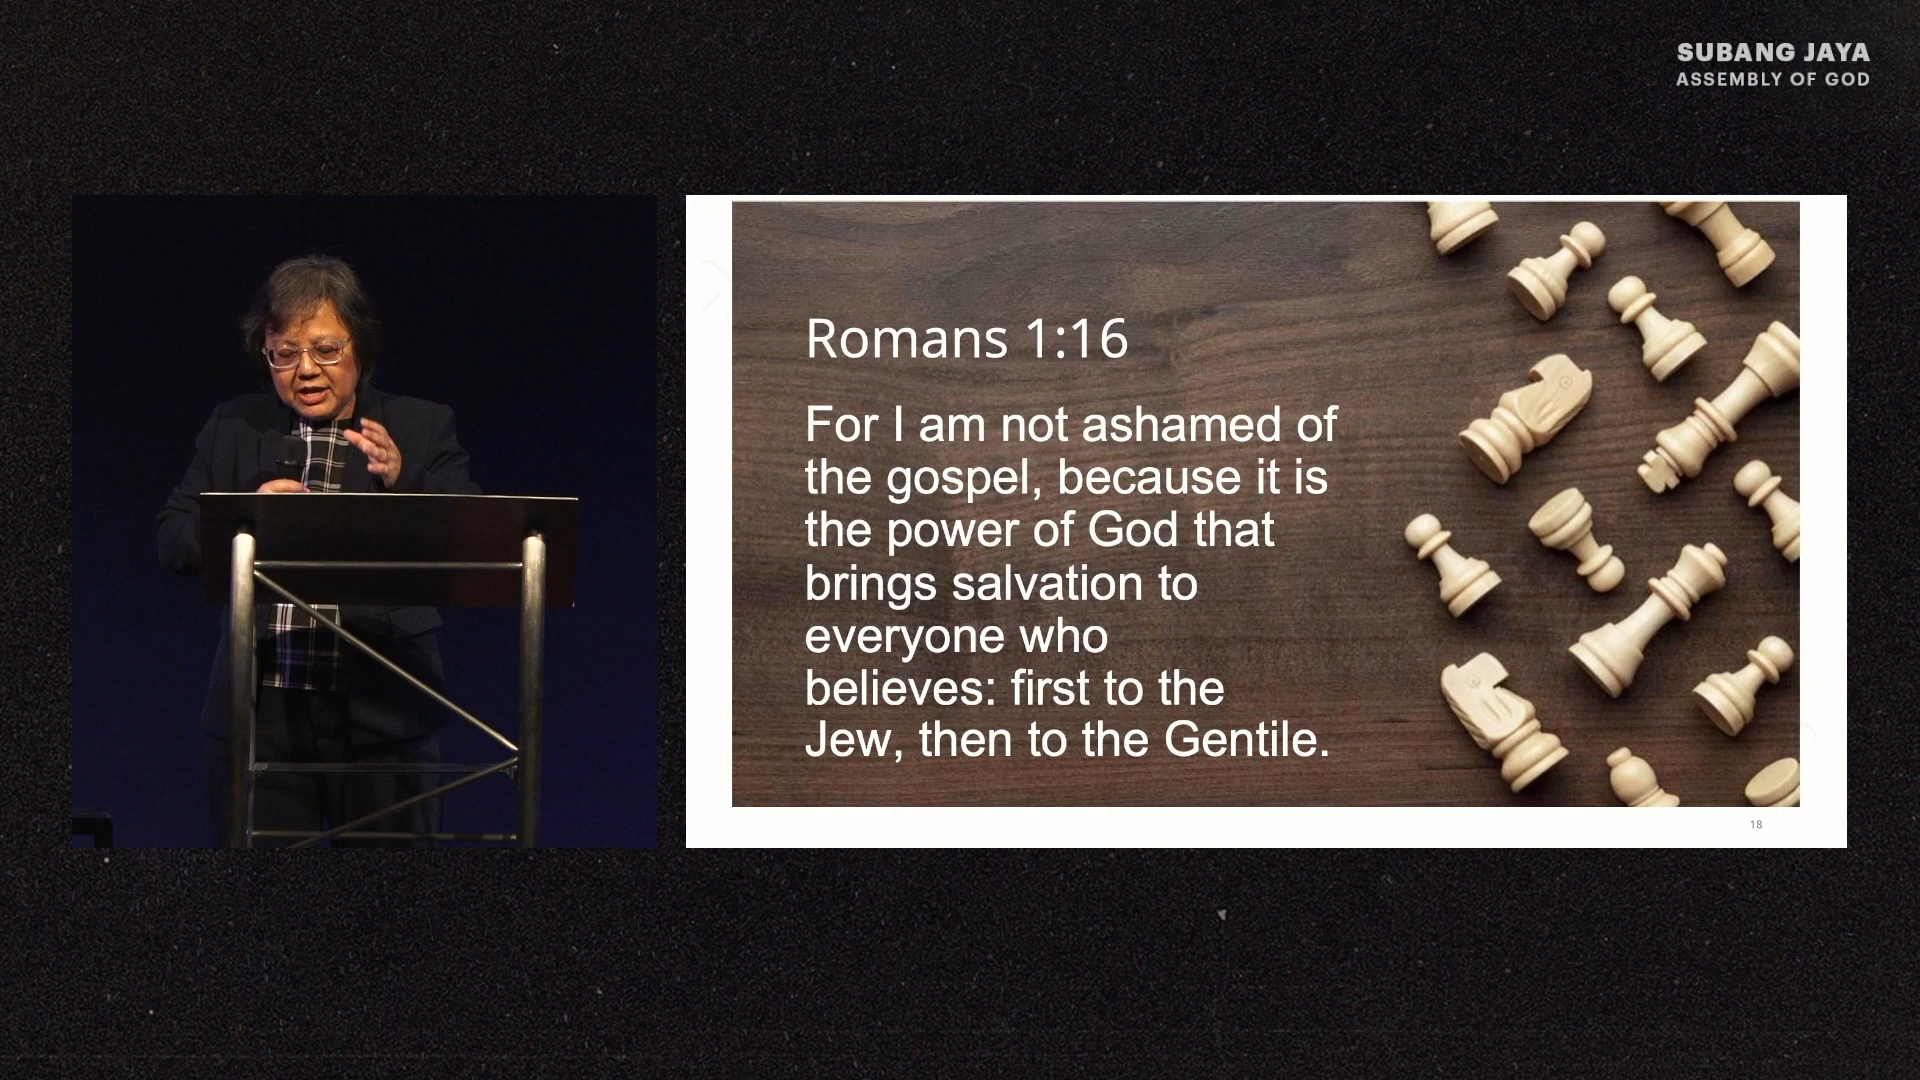 SUBANG JAYA
ASSEMBLY OF GOD
Romans 1:16
For I am not ashamed of
the gospel, because it is
the power of God that
brings salvation to
everyone who
believes: first to the
Jew, then to the Gentile.
18